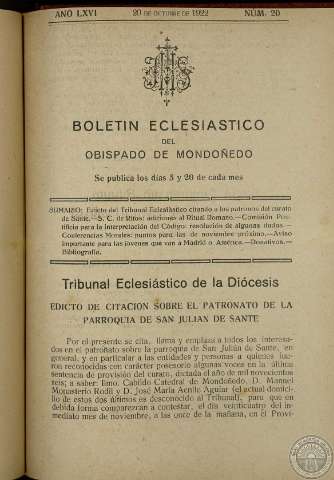 AÑO LXVI 20 DE OCTUBRE DE 1922 NÚM. 20
BOLETIN ECLESIASTICO
DEL
OBISPADO DE MONDOÑEDO
Se publica los días 5 y 20 de cada mes
SUMARIO: Edicto del Tribunal Eclesiástico citando a los patronos del curato
de Sante.—S. C. de Ritos: adiciones al Ritual Romano.—Comisión Pon-
tificia para la Interpretación del Código: resolución de algunas dudas.—
Conferencias Morales: puntos para las de noviembre próximo.—Aviso
importante para las jóvenes que van a Madrid o América.—Donativos.—
Bibliografía.
Tribunal Eclesiástico de la Diócesis
EDICTO DE CITACION SOBRE EL PATRONATO DE LA
PARROQUIA DE SAN JULIAN DE SANTE
Por el presente se cita, llama y emplaza a todos los interesa-
dos en el patronato sobre la parroquia de San Julián de Sante, en
general, y en particular a las entidades y personas a quienes fue-
ron reconocidas con carácter posesorio algunas voces en la última
sentencia de provisión del curato, dictada el año de mil novecientos
reis; a saber: Ilmo. Cabildo Catedral de Mondoñedo, D. Manuel
Monasterio Rodil y D. José María Acnlle Aguiar (el actual domici-
lio de estos dos últimos es desconocido al Tribunal), para que en
debida forma comparezcan a contestar, el día veinticuatro del in-
mediato mes de noviembre, a las once de la mañana, en el Provi-